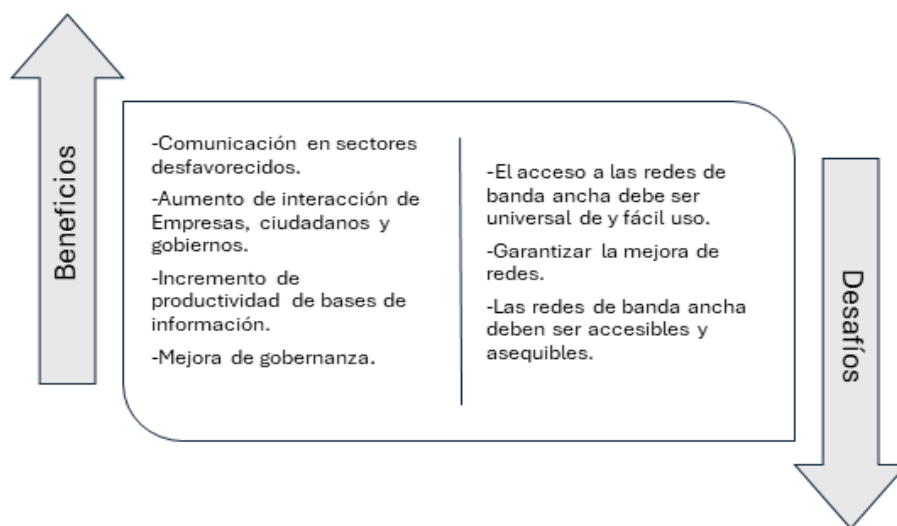 Beneficios
-Comunicación en sectores
desfavorecidos.
-Aumento de interacción de
Empresas, ciudadanos y
gobiernos.
-Incremento de
productividad de bases de
información.
-Mejora de gobernanza.
-El acceso a las redes de
banda ancha debe ser
universal de y fácil uso.
-Garantizar la mejora de
redes.
-Las redes de banda ancha
deben ser accesibles y
asequibles.
Desafíos